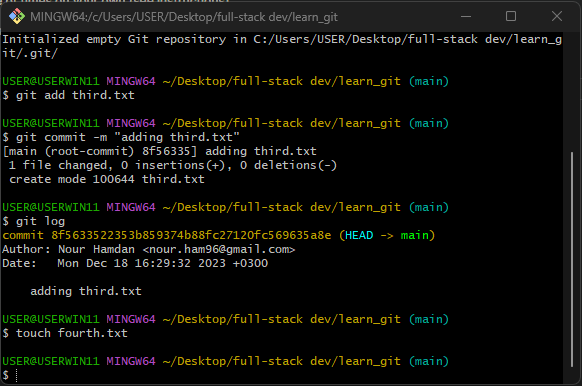 MINGW64:/c/Users/USER/Desktop/full-stack dev/learn_git
Initialized empty Git repository in C:/Users/USER/Desktop/full-stack dev/learn_g
it/.git/
USER@USERWIN11 MINGW64 ~/Desktop/full-stack dev/learn_git (main)
$ git add third.txt
USER@USERWIN11 MINGW64 ~/Desktop/full-stack dev/learn_git (main)
$ git commit -m "adding third.txt"
[main (root-commit) 8f56335] adding third.txt
 1 file changed, 0 insertions(+), 0 deletions(-)
 create mode 100644 third.txt
USER@USERWIN11 MINGW64 ~/Desktop/full-stack dev/learn_git (main)
$ git log
commit 8f5633522353b859374b88fc27120fc569635a8e (HEAD -> main)
Author: Nour Hamdan <nour.ham96@gmail.com>
Date:   Mon Dec 18 16:29:32 2023 +0300
    adding third.txt
USER@USERWIN11 MINGW64 ~/Desktop/full-stack dev/learn_git (main)
$ touch fourth.txt
USER@USERWIN11 MINGW64 ~/Desktop/full-stack dev/learn_git (main)
$